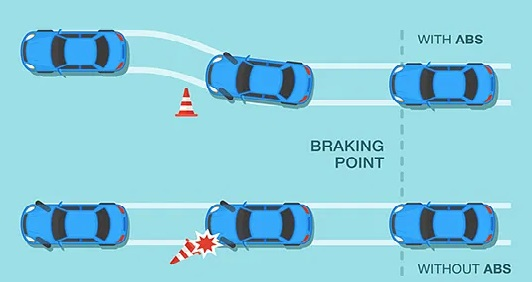 WITH ABS
BRAKING
POINT
WITHOUT ABS